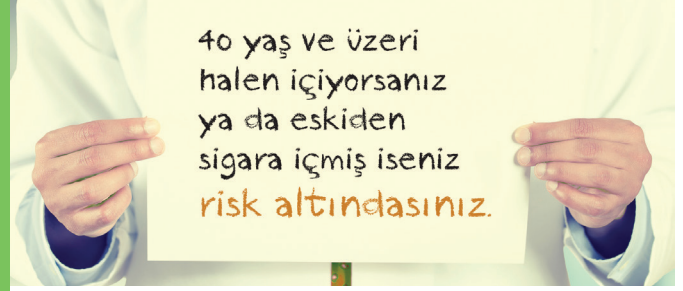 40 yaş ve üzeri
halen içiyorsanız
ya da eskiden
sigara içmiş iseniz
risk altındasınız.